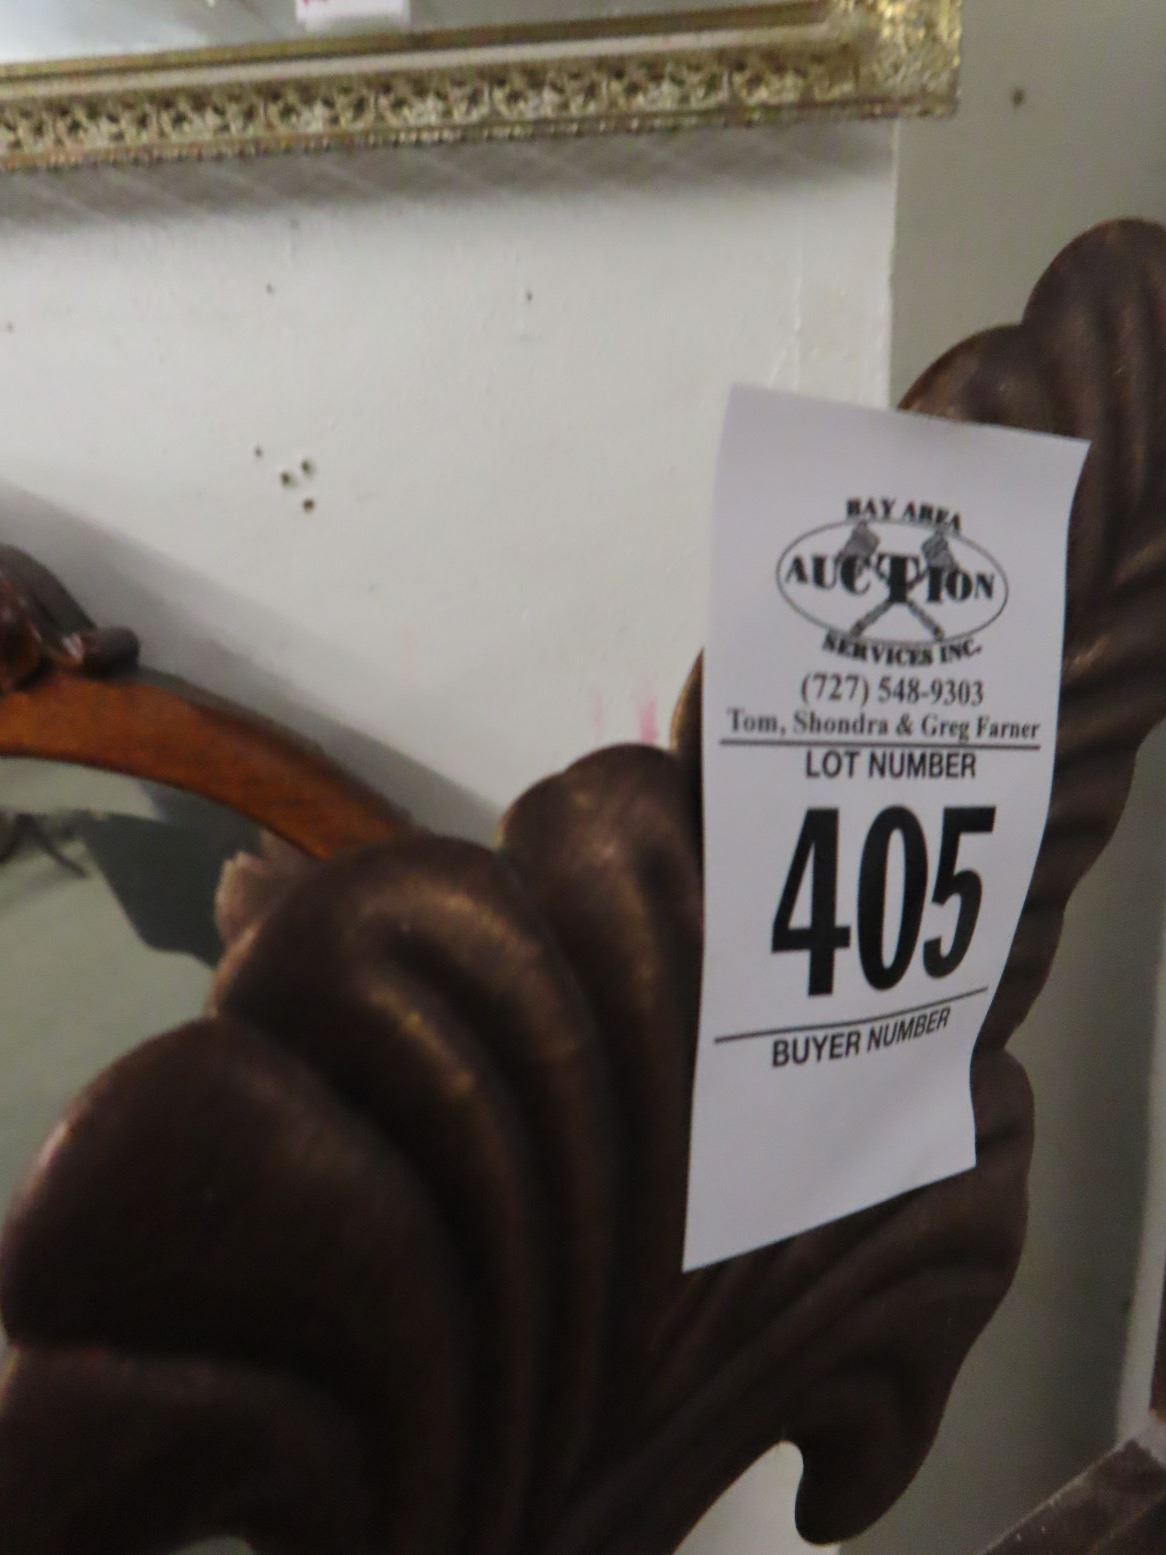 BAY AREA
AUCTION
SERVICES INC.
(727) 548-9303
Tom, Shondra & Greg Farner
LOT NUMBER
405
BUYER NUMBER